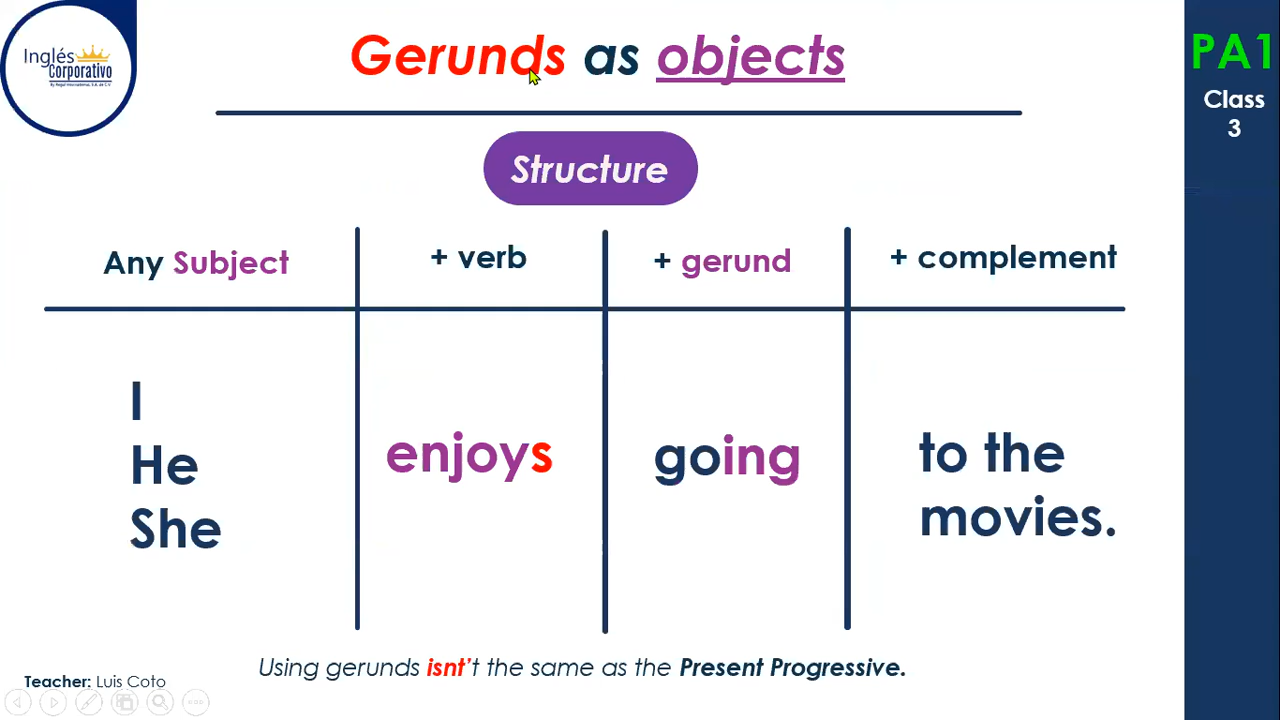 Inglés
Corporativo
Gerunds as objects
PA1
Class
3
Structure
Any Subject
+ verb
+ gerund
+ complement
I
He
She
enjoys
going
to the
movies.
Using gerunds isnt't the same as the Present Progressive.
Teacher: Luis Coto